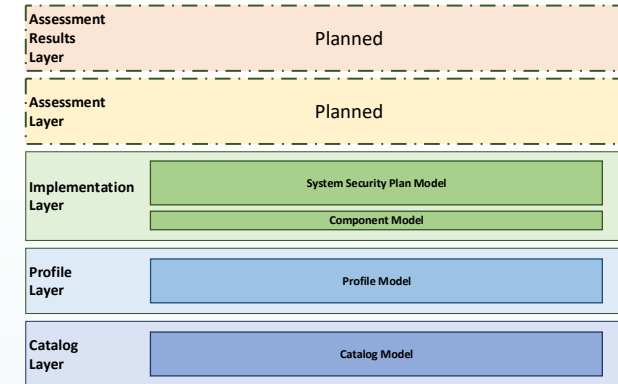 Assessment
Results
Layer
Planned
Assessment
Layer
Planned
Implementation
Layer
System Security Plan Model
Component Model
Profile
Layer
Profile Model
Catalog
Layer
Catalog Model